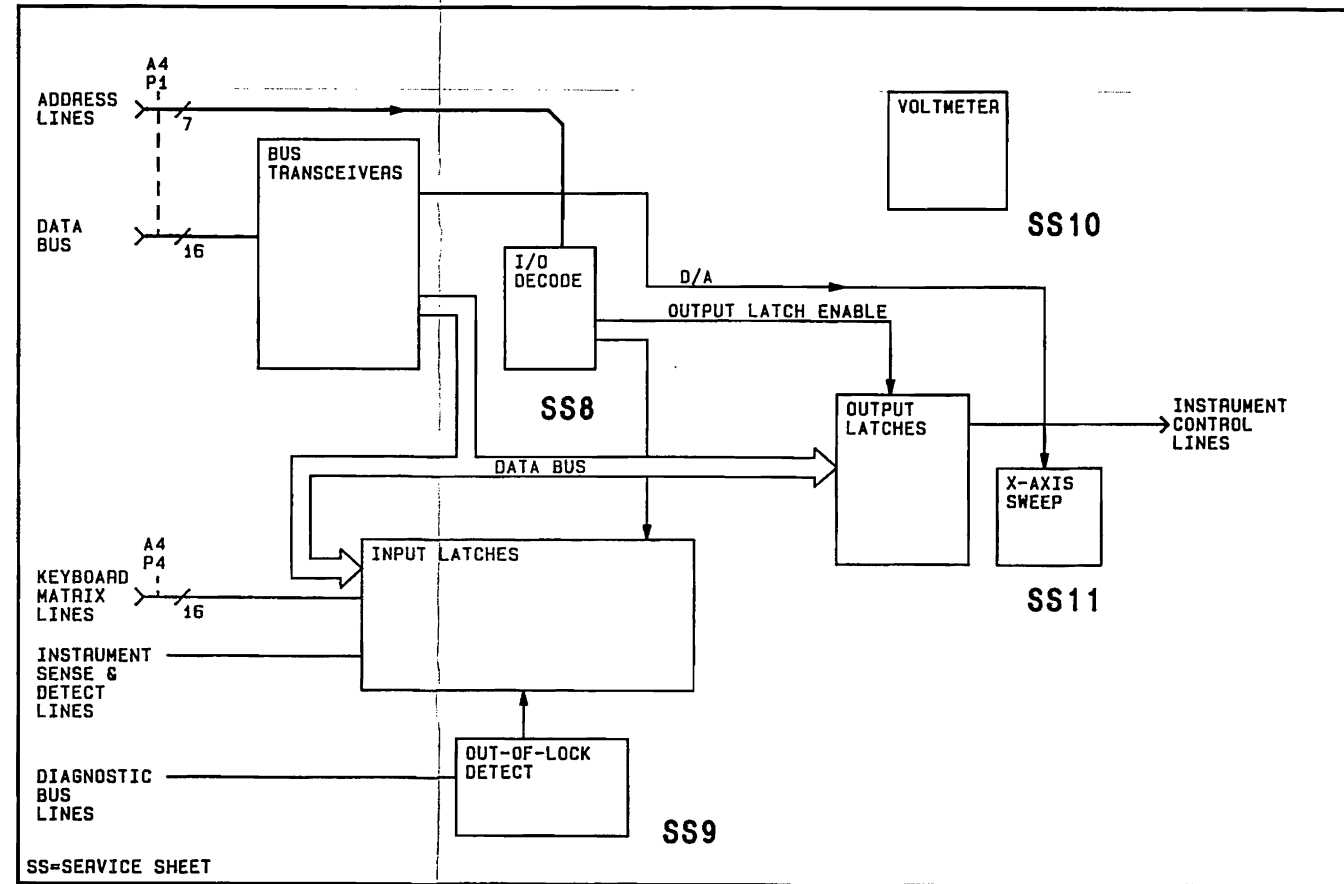 A4
P1
ADDRESS
LINES
7
VOLTMETER
BUS
TRANSCEIVERS
DATA
BUS
16
SS10
I/O
DECODE
D/A
OUTPUT LATCH ENABLE
SS8
OUTPUT
LATCHES
INSTRUMENT
CONTROL
LINES
DATA BUS
X-AXIS
SWEEP
A4
P4
INPUT LATCHES
KEYBOARD
MATRIX
LINES
16
SS11
INSTRUMENT
SENSE &
DETECT
LINES
OUT-OF-LOCK
DETECT
DIAGNOSTIC
BUS
LINES
SS9
SS=SERVICE SHEET